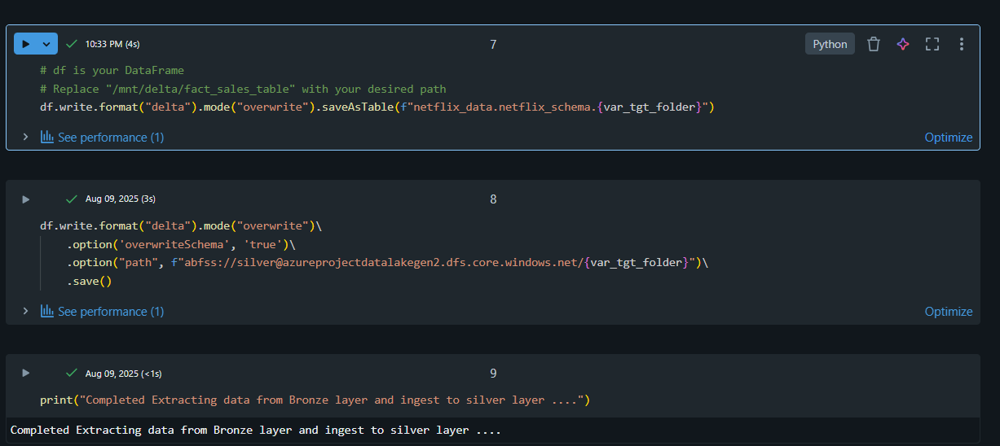 10:33 PM (4s)
7
Python
# df is your DataFrame
# Replace "/mnt/delta/fact_sales_table" with your desired path
df.write.format("delta").mode("overwrite").saveAsTable(f"netflix_data.netflix_schema.{var_tgt_folder}")
See performance (1)
Optimize
Aug 09, 2025 (3s)
8
df.write.format("delta").mode("overwrite")\
    .option('overwriteSchema', 'true')\
    .option("path", f"abfss://silver@azureprojectdatalakegen2.dfs.core.windows.net/{var_tgt_folder}")\
    .save()
See performance (1)
Optimize
Aug 09, 2025 (<1s)
9
print("Completed Extracting data from Bronze layer and ingest to silver layer ....")
Completed Extracting data from Bronze layer and ingest to silver layer ....